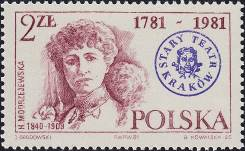 2 ZŁ
1781 - 1981
STARY TEATR
KRAKÓW
H. MODRZEJEWSKA
1840-1909
POLSKA